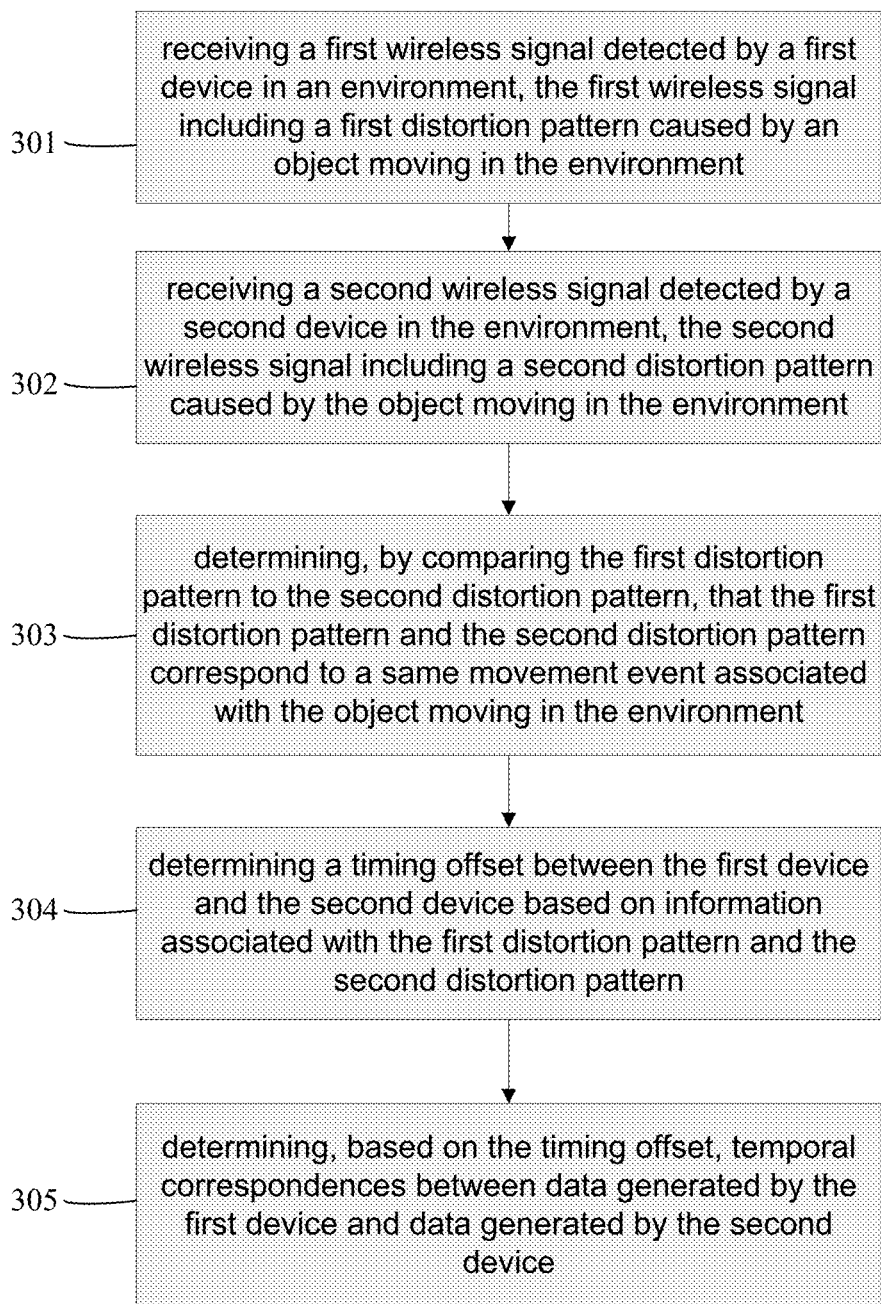 receiving a first wireless signal detected by a first
device in an environment, the first wireless signal
including a first distortion pattern caused by an
object moving in the environment
301
receiving a second wireless signal detected by a
second device in the environment, the second
wireless signal including a second distortion pattern
caused by the object moving in the environment
302
determining, by comparing the first distortion
pattern to the second distortion pattern, that the first
distortion pattern and the second distortion pattern
correspond to a same movement event associated
with the object moving in the environment
303
determining a timing offset between the first device
and the second device based on information
associated with the first distortion pattern and the
second distortion pattern
304
determining, based on the timing offset, temporal
correspondences between data generated by the
first device and data generated by the second
device
305